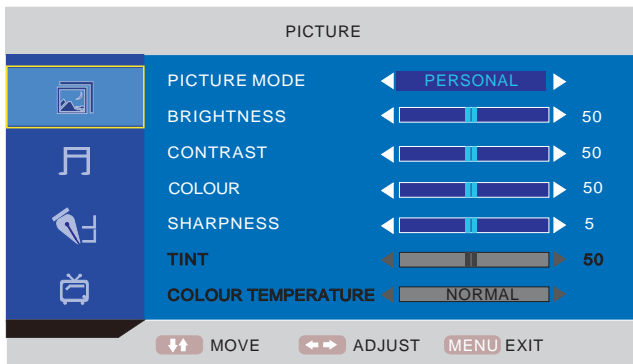 PICTURE
PICTURE MODE PERSONAL
BRIGHTNESS 50
CONTRAST 50
COLOUR 50
SHARPNESS 5
TINT 50
COLOUR TEMPERATURE NORMAL
MOVE ADJUST MENU EXIT